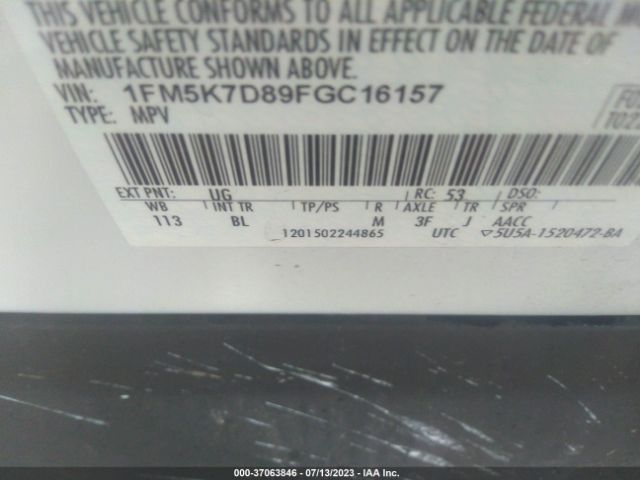 THIS VEHICLE CONFORMS TO ALL APPLICABLE FEDERAL
VEHICLE SAFETY STANDARDS IN EFFECT ON THE DATE OF
MANUFACTURE SHOWN ABOVE.
VIN: 1FM5K7D89FGC16157
TYPE: MPV
EXT PNT: UG RC: 53 DSO:
WB INT TR TP/PS R AXLE TR SPR
113 BL M 3F J AACC
1201502244865 UTC ▽5U5A-1520472-BA
000-37063846 - 07/13/2023 - IAA Inc.